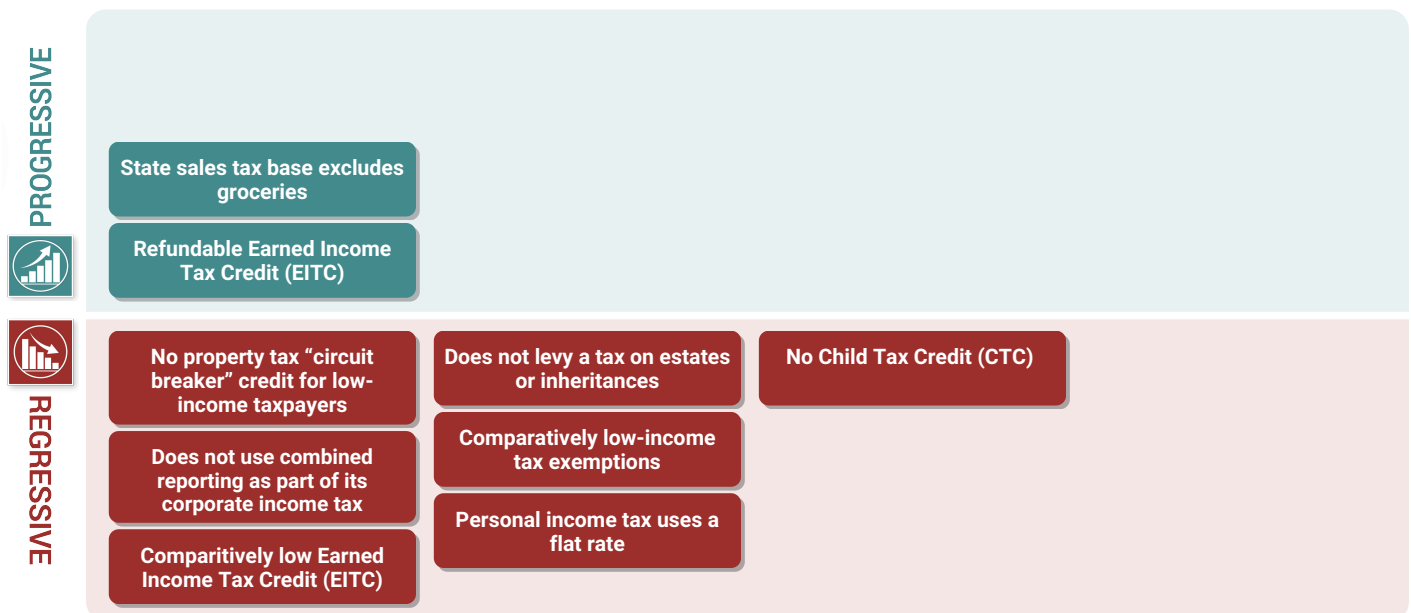 PROGRESSIVE
State sales tax base excludes
groceries
Refundable Earned Income
Tax Credit (EITC)
REGRESSIVE
No property tax “circuit
breaker” credit for low-
income taxpayers
Does not use combined
reporting as part of its
corporate income tax
Comparitively low Earned
Income Tax Credit (EITC)
Does not levy a tax on estates
or inheritances
Comparatively low-income
tax exemptions
Personal income tax uses a
flat rate
No Child Tax Credit (CTC)